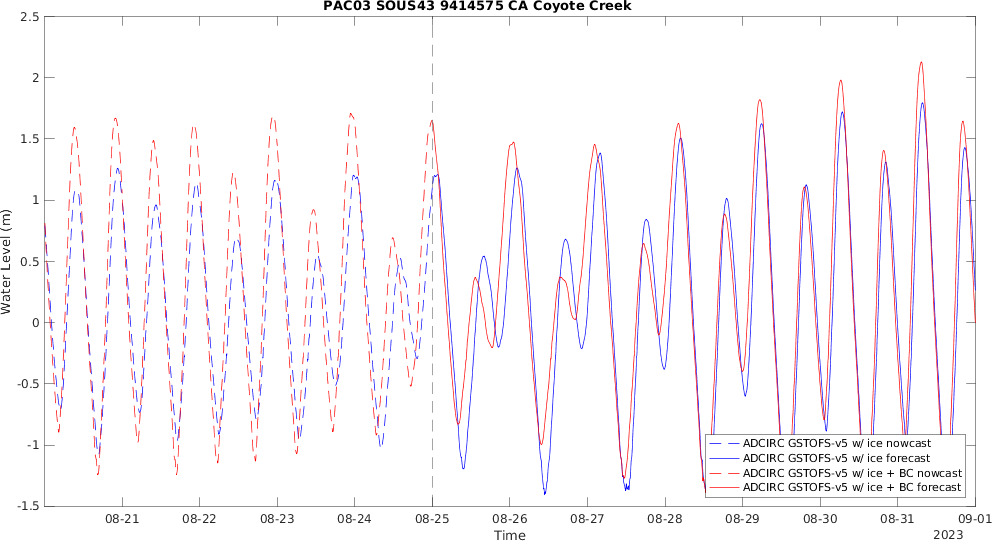 PAC03 SOUS43 9414575 CA Coyote Creek
2.5
2
1.5
1
0.5
0
-0.5
-1
-1.5
Water Level (m)
ADCIRC GSTOFS-v5 w/ ice nowcast
ADCIRC GSTOFS-v5 w/ ice forecast
ADCIRC GSTOFS-v5 w/ ice + BC nowcast
ADCIRC GSTOFS-v5 w/ ice + BC forecast
08-21 08-22 08-23 08-24 08-25 08-26 08-27 08-28 08-29 08-30 08-31 09-01
Time
2023